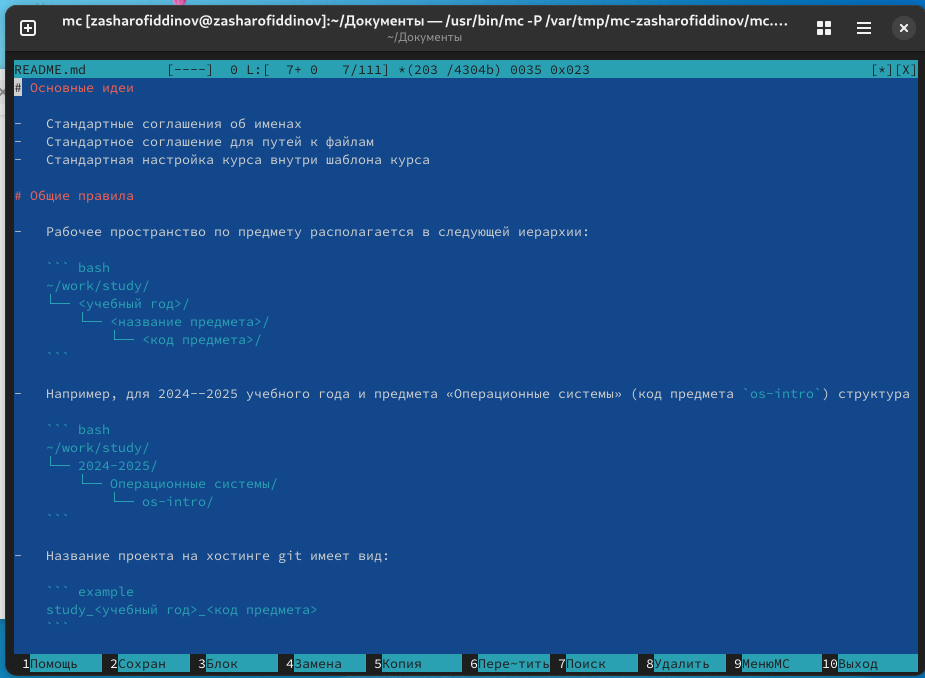 mc [zasharofiddinov@zasharofiddinov]:~/Документы — /usr/bin/mc -P /var/tmp/mc-zasharofiddinov/mc....
~/Документы
README.md          [----]  0 L:[  7+ 0   7/111] *(203 /4304b) 0035 0x023                                   [*][X]
# Основные идеи
-   Стандартные соглашения об именах
-   Стандартное соглашение для путей к файлам
-   Стандартная настройка курса внутри шаблона курса
# Общие правила
-   Рабочее пространство по предмету располагается в следующей иерархии:
    ``` bash
    ~/work/study/
    └── <учебный год>/
        └── <название предмета>/
            └── <код предмета>/
    ```
-   Например, для 2024--2025 учебного года и предмета «Операционные системы» (код предмета `os-intro`) структура
    ``` bash
    ~/work/study/
    └── 2024-2025/
        └── Операционные системы/
            └── os-intro/
    ```
-   Название проекта на хостинге git имеет вид:
    ``` example
    study_<учебный год>_<код предмета>
    ```
1Помощь 2Сохран 3Блок 4Замена 5Копия 6Пере~тить 7Поиск 8Удалить 9МенюMC 10Выход